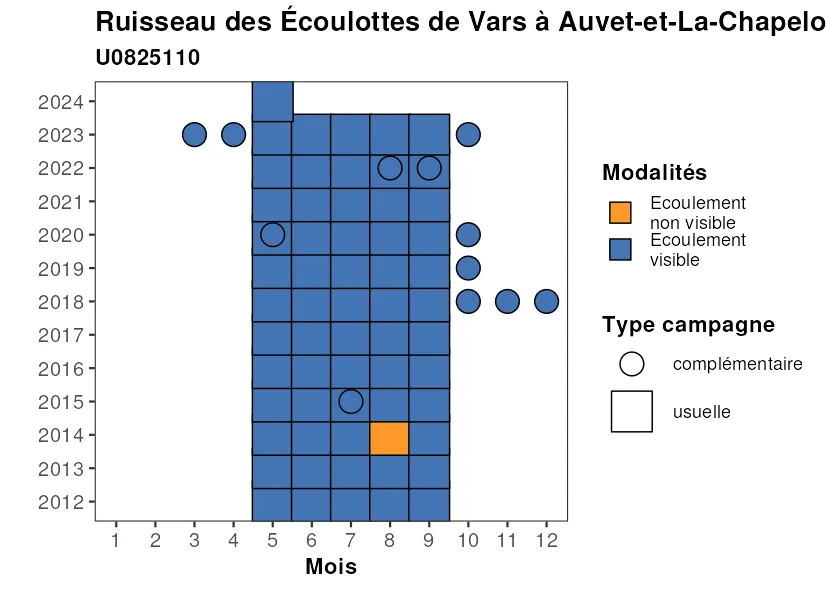 Ruisseau des Écoulottes de Vars à Auvet-et-La-Chapelo
U0825110
2024
2023
2022
2021
2020
2019
2018
2017
2016
2015
2014
2013
2012
1 2 3 4 5 6 7 8 9 10 11 12
Mois
Modalités
Ecoulement
non visible
Ecoulement
visible
Type campagne
complémentaire
usuelle